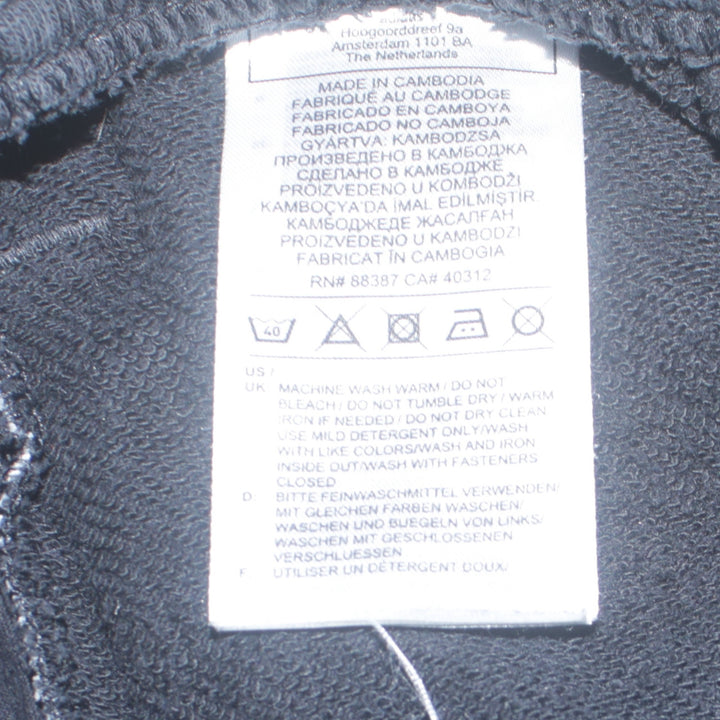 adidas
Hoogoorddreef 9a
Amsterdam 1101 BA
The Netherlands
MADE IN CAMBODIA
FABRIQUÉ AU CAMBODGE
FABRICADO EN CAMBOYA
FABRICADO NO CAMBOJA
GYÁRTVA: KAMBODZSA
ПРОИЗВЕДЕНО В КАМБОДЖА
СДЕЛАНО В КАМБОДЖЕ
PROIZVEDENO U KOMBODŽI
KAMBOÇYA'DA İMAL EDİLMİŞTİR.
КАМБОДЖЕДЕ ЖАСАЛҒАН
PROIZVEDENO U KAMBODŽI
FABRICAT ÎN CAMBOGIA
RN# 88387 CA# 40312
40
US /
UK MACHINE WASH WARM / DO NOT
BLEACH / DO NOT TUMBLE DRY / WARM
IRON IF NEEDED / DO NOT DRY CLEAN
USE MILD DETERGENT ONLY/WASH
WITH LIKE COLORS/WASH AND IRON
INSIDE OUT/WASH WITH FASTENERS
CLOSED
D BITTE FEINWASCHMITTEL VERWENDEN/
MIT GLEICHEN FARBEN WASCHEN/
WASCHEN UND BUEGELN VON LINKS/
WASCHEN MIT GESCHLOSSENEN
VERSCHLUESSEN
F UTILISER UN DÉTERGENT DOUX/